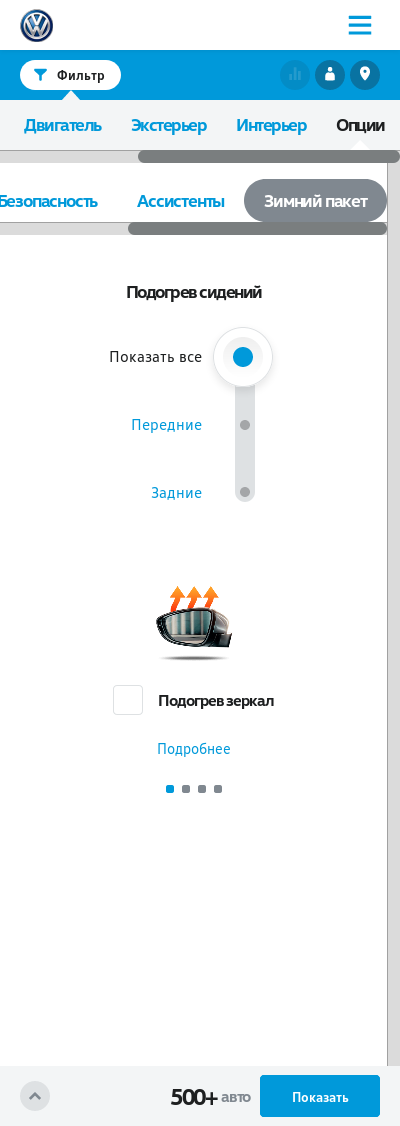 Фильтр
Двигатель Экстерьер Интерьер Опции
Безопасность Ассистенты Зимний пакет
Подогрев сидений
Показать все
Передние
Задние
Подогрев зеркал
Подробнее
500+ авто Показать